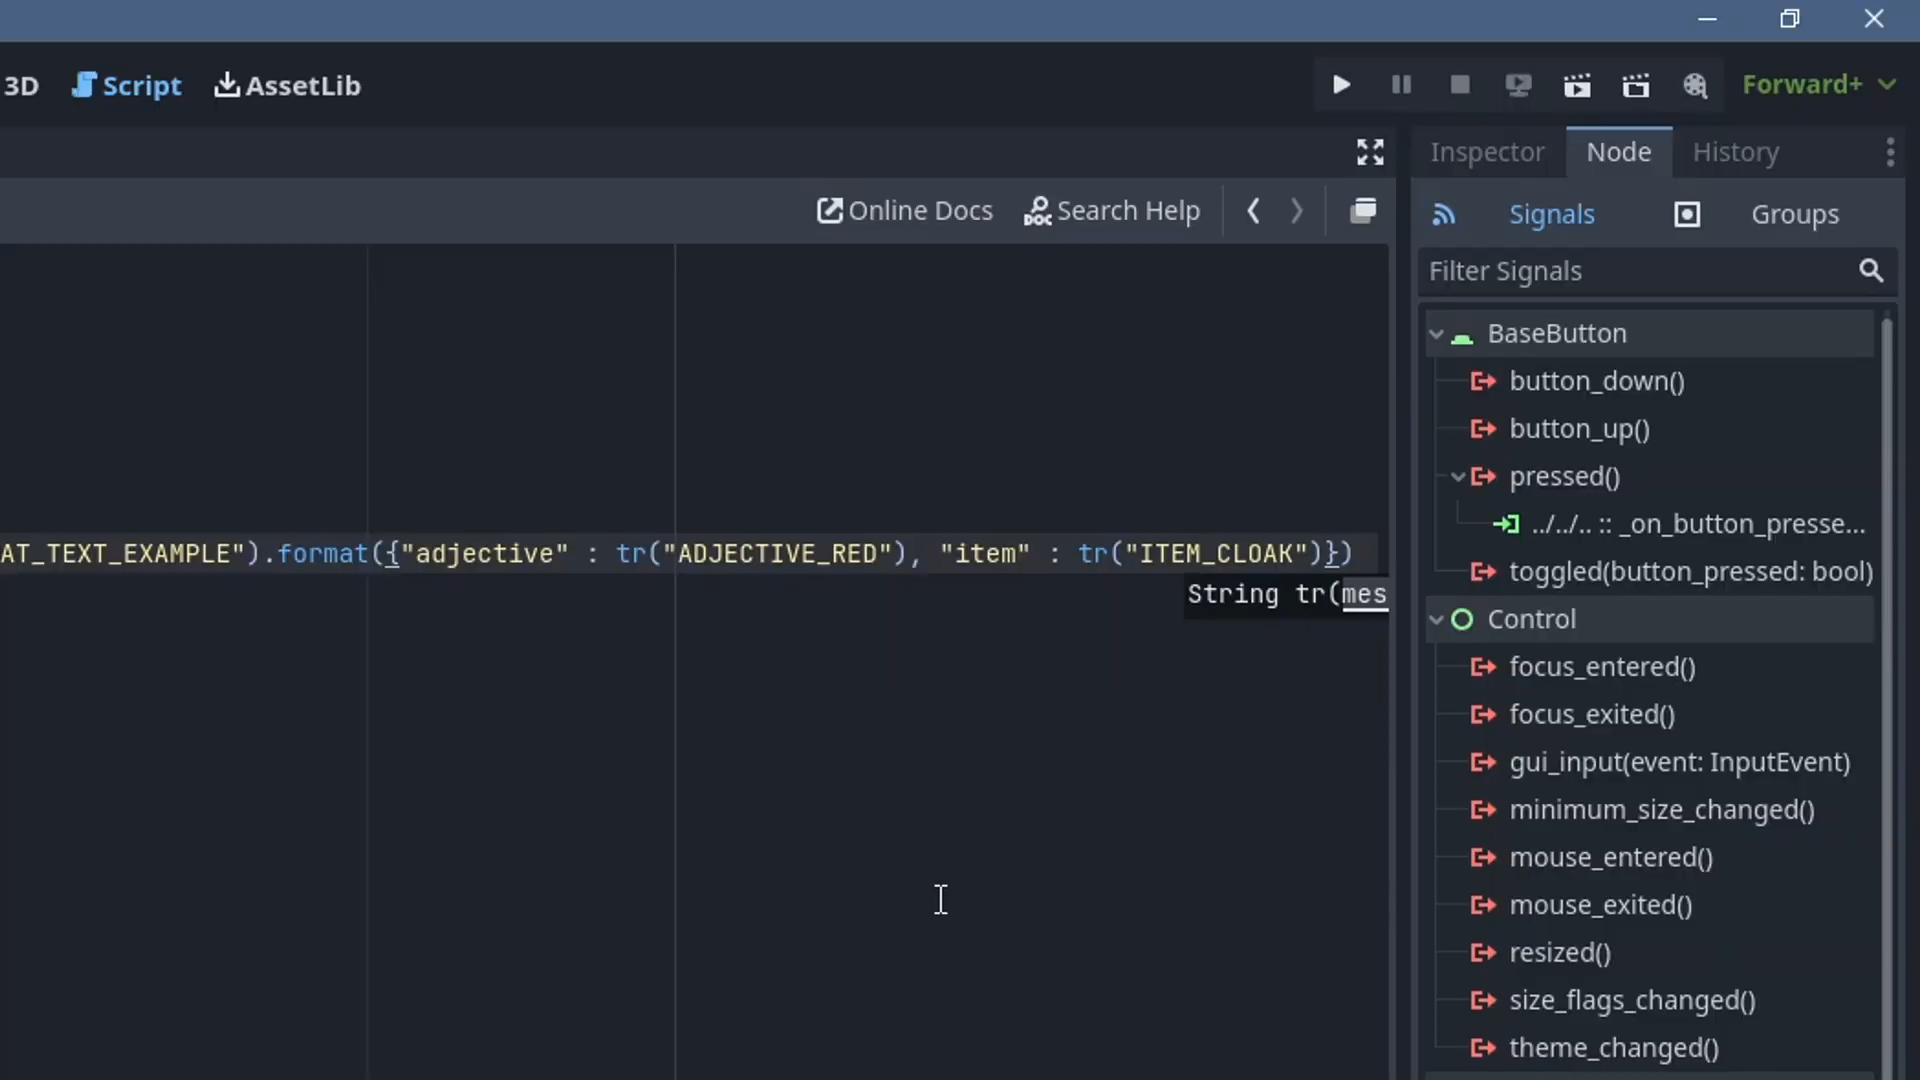 3D Script AssetLib Forward+
Inspector Node History
Online Docs Search Help Signals Groups
Filter Signals
BaseButton
button_down()
button_up()
pressed()
../../.. :: _on_button_presse...
toggled(button_pressed: bool)
Control
focus_entered()
focus_exited()
gui_input(event: InputEvent)
minimum_size_changed()
mouse_entered()
mouse_exited()
resized()
size_flags_changed()
theme_changed()
AT_TEXT_EXAMPLE").format({"adjective" : tr("ADJECTIVE_RED"), "item" : tr("ITEM_CLOAK")})
String tr(mes